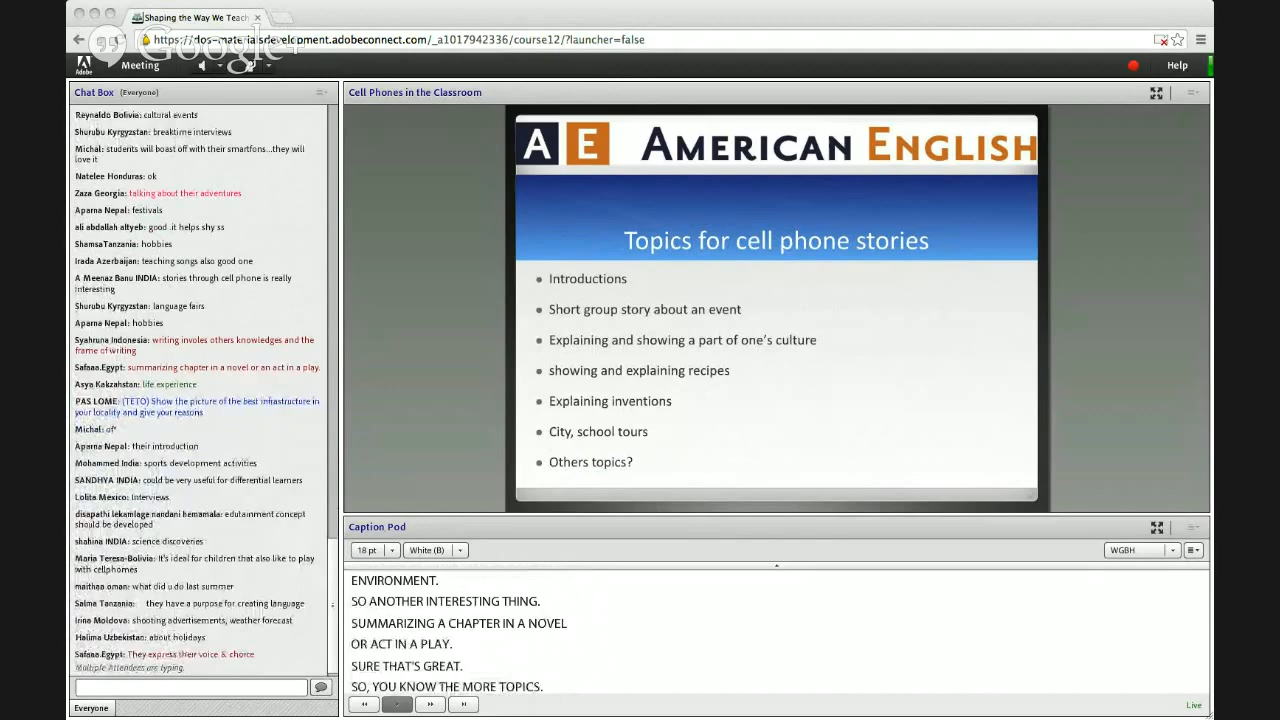 Shaping the Way We Teach
Google+
https://dos-materialsdevelopment.adobeconnect.com/_a1017942336/course12/?launcher=false
Adobe
Meeting
Help
Chat Box (Everyone)
Reynaldo Bolivia: cultural events
Shurubu Kyrgyzstan: breaktime interviews
Michal: students will boast off with their smartfons...they will
love it
Natelee Honduras: ok
Zaza Georgia: talking about their adventures
Aparna Nepal: festivals
ali abdallah altyeb: good .it helps shy ss
ShamsaTanzania: hobbies
Irada Azerbaijan: teaching songs also good one
A Meenaz Banu INDIA: stories through cell phone is really
interesting
Shurubu Kyrgyzstan: language fairs
Aparna Nepal: hobbies
Syahruna Indonesia: writing involes others knowledges and the
frame of writing
Safaaa.Egypt: summarizing chapter in a novel or an act in a play.
Asya Kakzahstan: life experience
PAS LOME: (TETO) Show the picture of the best infrastructure in
your locality and give your reasons
Michal: of*
Aparna Nepal: their introduction
Mohammed India: sports development activities
SANDHYA INDIA: could be very useful for differential learners
Lolita Mexico: Interviews.
disapathi lekamlage nandani hemamala: edutainment concept
should be developed
shahina INDIA: science discoveries
Maria Teresa-Bolivia: It's ideal for children that also like to play
with cellphomes
maithaa oman: what did u do last summer
Salma Tanzania: they have a purpose for creating language
Irina Moldova: shooting advertisements, weather forecast
Halima Uzbekistan: about holidays
Safaaa.Egypt: They express their voice & choice
Multiple Attendees are typing.
Everyone
Cell Phones in the Classroom
AE AMERICAN ENGLISH
Topics for cell phone stories
Introductions
Short group story about an event
Explaining and showing a part of one's culture
showing and explaining recipes
Explaining inventions
City, school tours
Others topics?
Caption Pod
18 pt White (B) WGBH
ENVIRONMENT.
SO ANOTHER INTERESTING THING.
SUMMARIZING A CHAPTER IN A NOVEL
OR ACT IN A PLAY.
SURE THAT'S GREAT.
SO, YOU KNOW THE MORE TOPICS.
Live